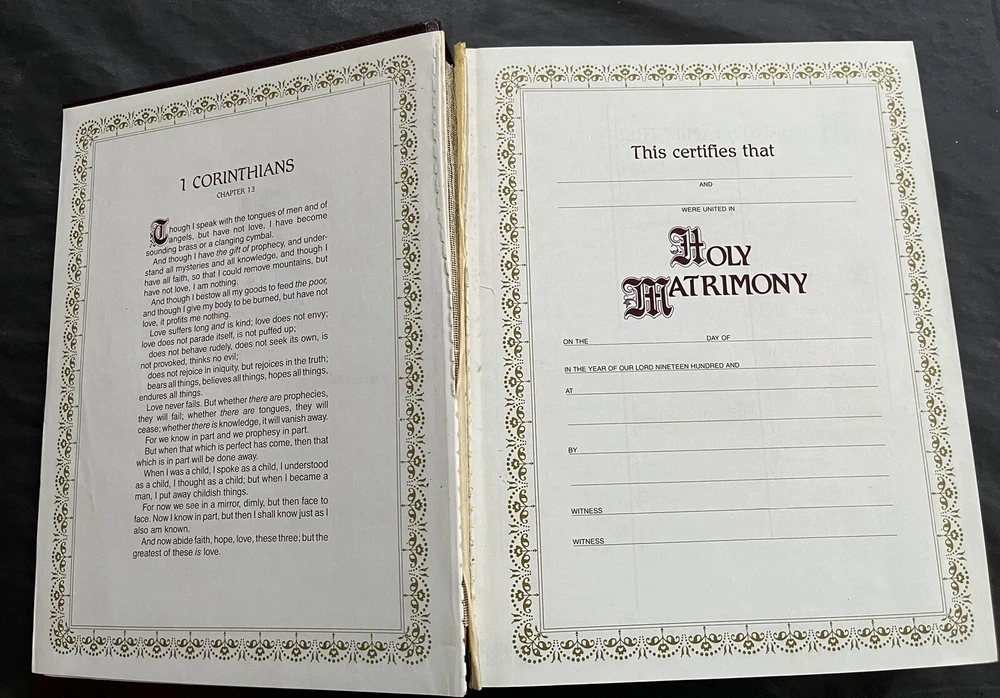 1 CORINTHIANS
CHAPTER 13
Though I speak with the tongues of men and of
angels, but have not love, I have become
sounding brass or a clanging cymbal.
And though I have the gift of prophecy, and under-
stand all mysteries and all knowledge, and though I
have all faith, so that I could remove mountains, but
have not love, I am nothing.
And though I bestow all my goods to feed the poor,
and though I give my body to be burned, but have not
love, it profits me nothing.
Love suffers long and is kind; love does not envy;
love does not parade itself, is not puffed up;
does not behave rudely, does not seek its own, is
not provoked, thinks no evil;
does not rejoice in iniquity, but rejoices in the truth;
bears all things, believes all things, hopes all things,
endures all things.
Love never fails. But whether there are prophecies,
they will fail; whether there are tongues, they will
cease; whether there is knowledge, it will vanish away.
For we know in part and we prophesy in part.
But when that which is perfect has come, then that
which is in part will be done away.
When I was a child, I spoke as a child, I understood
as a child, I thought as a child; but when I became a
man, I put away childish things.
For now we see in a mirror, dimly, but then face to
face. Now I know in part, but then I shall know just as I
also am known.
And now abide faith, hope, love, these three; but the
greatest of these is love.
This certifies that
AND
WERE UNITED IN
HOLY
MATRIMONY
ON THE DAY OF
IN THE YEAR OF OUR LORD NINETEEN HUNDRED AND
AT
BY
WITNESS
WITNESS